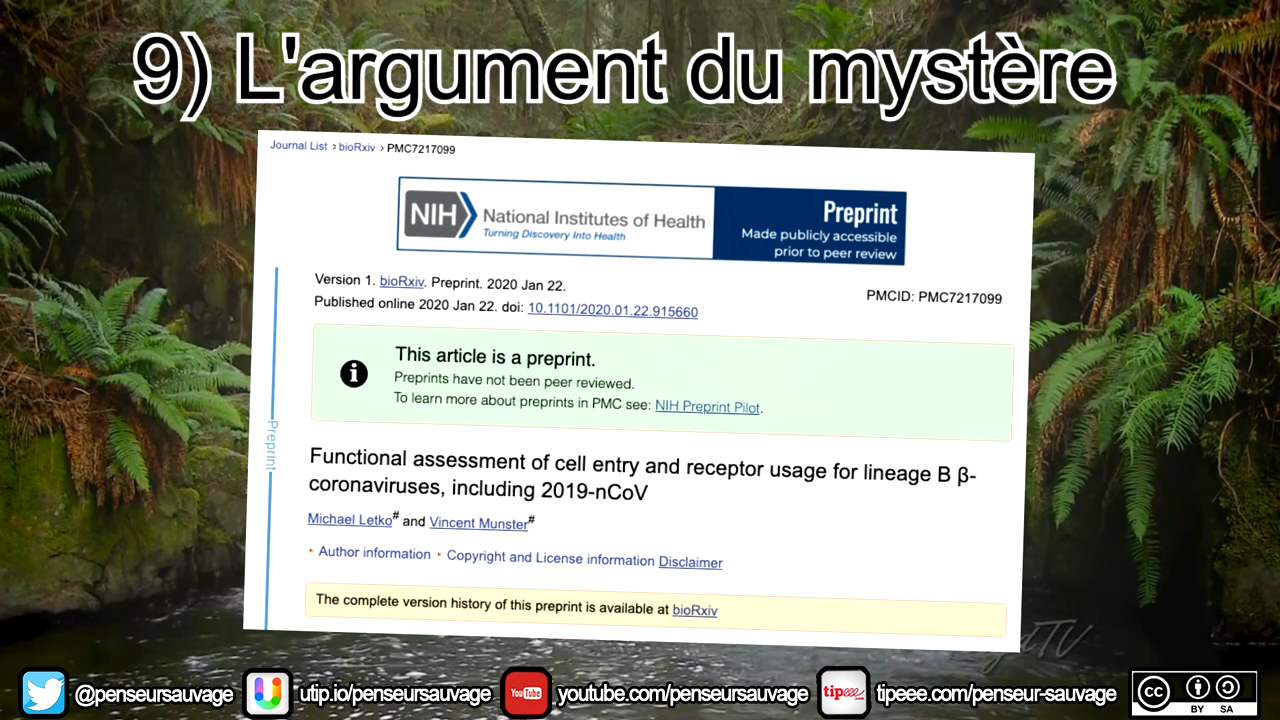 9) L'argument du mystère
Journal List › bioRxiv › PMC7217099
NIH National Institutes of Health
Turning Discovery Into Health
Preprint
Made publicly accessible
prior to peer review
Version 1. bioRxiv. Preprint. 2020 Jan 22.
Published online 2020 Jan 22. doi: 10.1101/2020.01.22.915660
PMCID: PMC7217099
This article is a preprint.
Preprints have not been peer reviewed.
To learn more about preprints in PMC see: NIH Preprint Pilot.
Preprint
Functional assessment of cell entry and receptor usage for lineage B β-
coronaviruses, including 2019-nCoV
Michael Letko# and Vincent Munster#
‣ Author information ‣ Copyright and License information Disclaimer
The complete version history of this preprint is available at bioRxiv
TV
@penseursauvage
utip.io/penseursauvage
YouTube
youtube.com/penseursauvage
tipeee
tipeee.com/penseur-sauvage
cc
BY SA